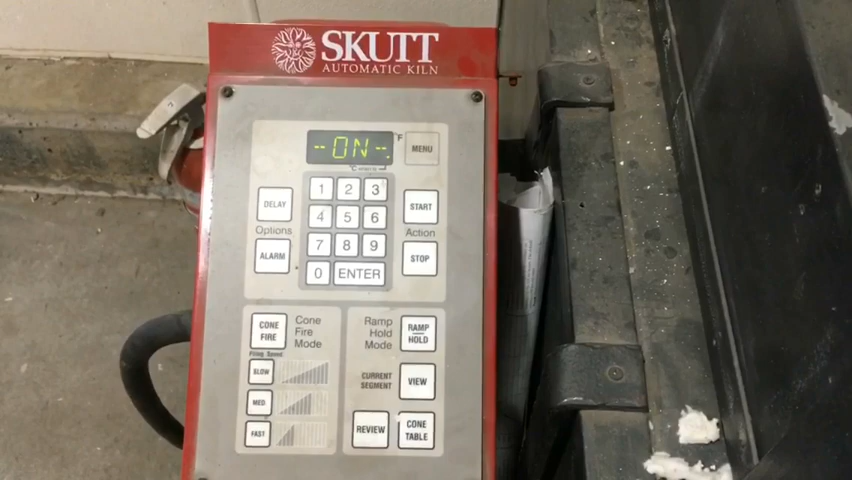 SKUTT
AUTOMATIC KILN
-ON-.
°F
MENU
DELAY
Options
ALARM
1 2 3
4 5 6
7 8 9
0 ENTER
START
Action
STOP
CONE FIRE
Cone
Fire
Mode
Firing Speed
SLOW
MED
FAST
Ramp
Hold
Mode
RAMP
HOLD
CURRENT
SEGMENT
VIEW
REVIEW
CONE
TABLE